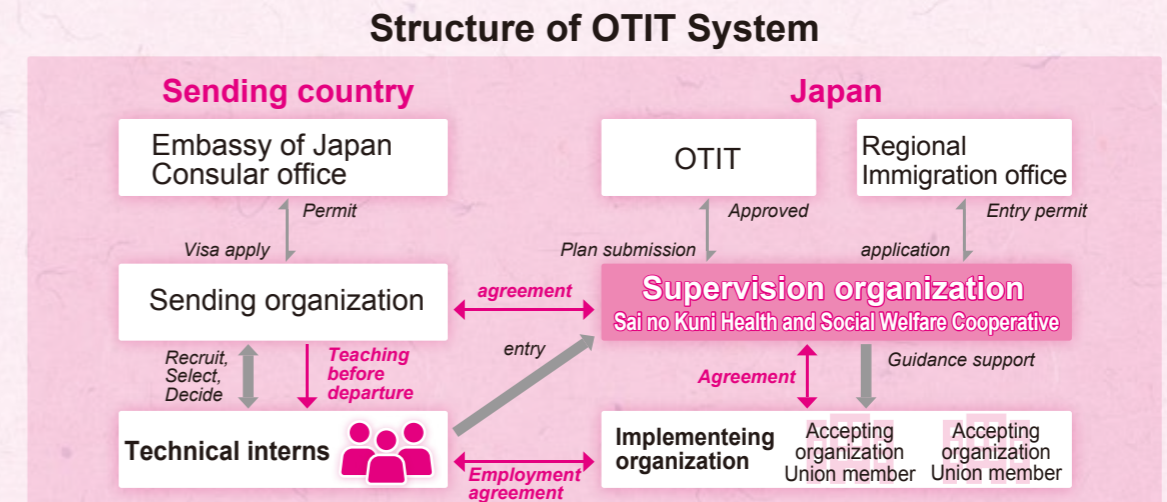 Structure of OTIT System
Sending country
Japan
Embassy of Japan
Consular office
OTIT
Regional
Immigration office
Permit
Visa apply
Approved
Plan submission
Entry permit
application
Sending organization
agreement
Supervision organization
Sai no Kuni Health and Social Welfare Cooperative
Recruit,
Select,
Decide
Teaching
before
departure
entry
Agreement
Guidance support
Technical interns
Employment
agreement
Implementeing
organization
Accepting
organization
Union member
Accepting
organization
Union member